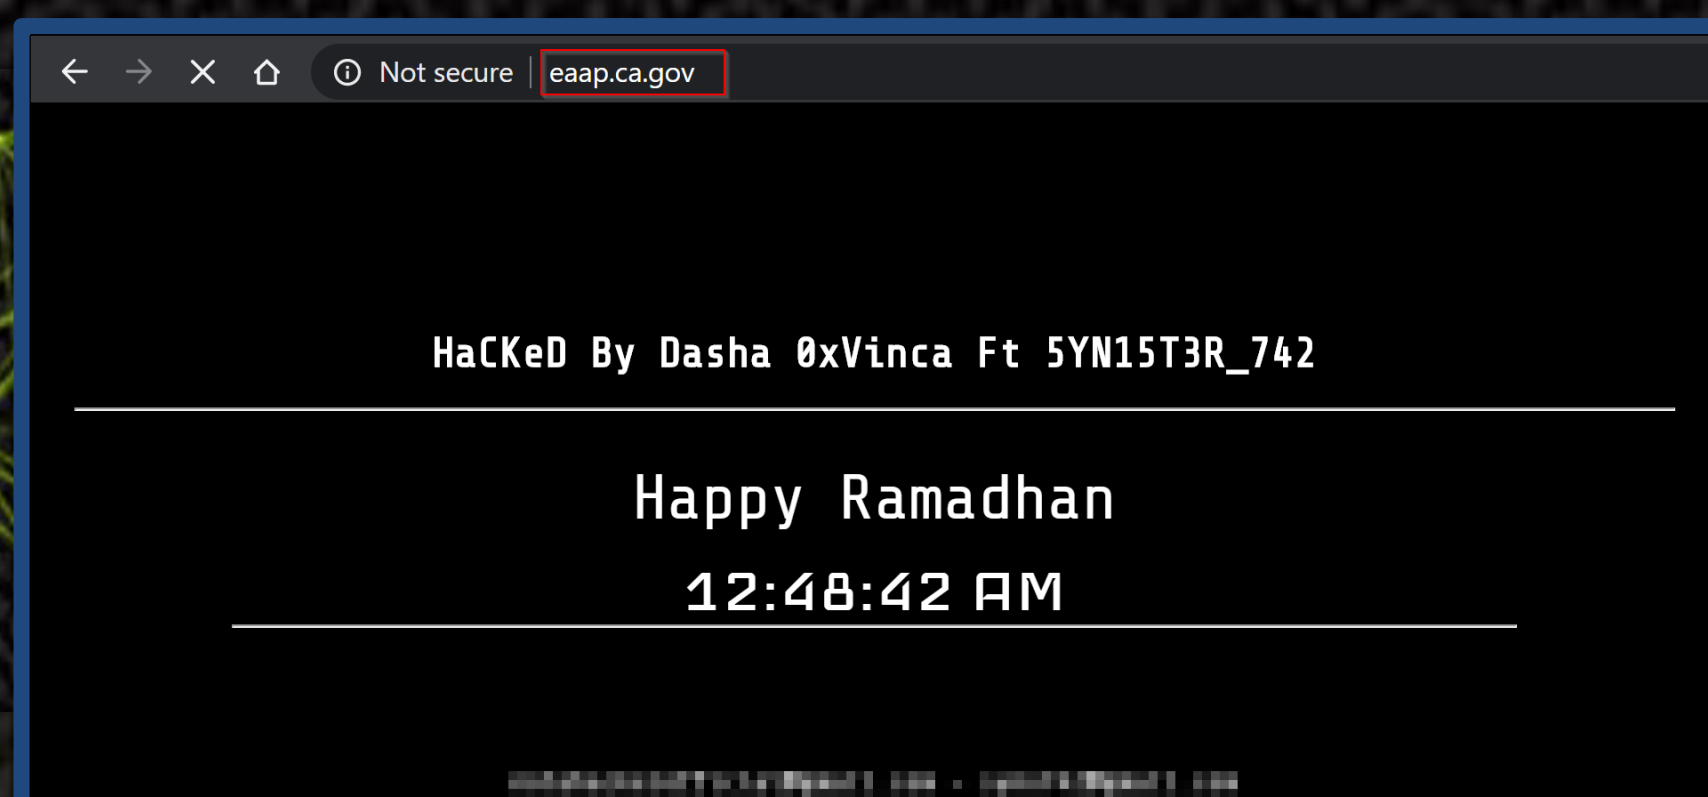 Not secure eaap.ca.gov
HaCKeD By Dasha 0xVinca Ft 5YN15T3R_742
Happy Ramadhan
12:48:42 AM